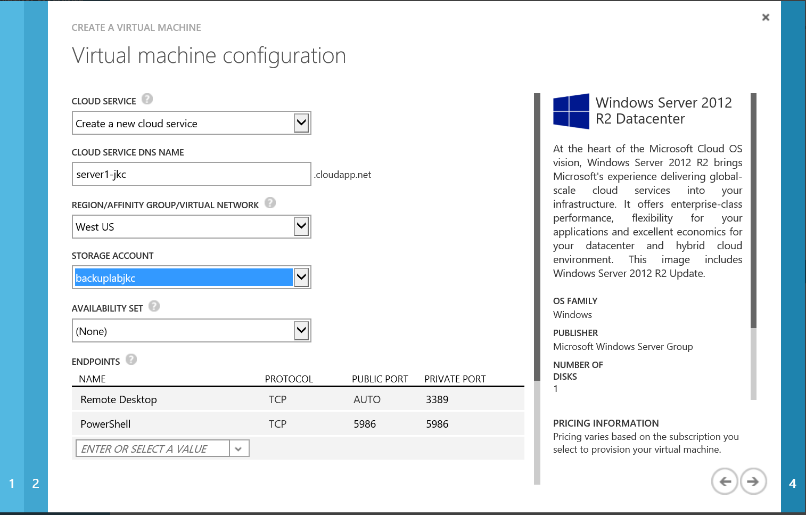 CREATE A VIRTUAL MACHINE
Virtual machine configuration
CLOUD SERVICE ?
Create a new cloud service
CLOUD SERVICE DNS NAME
server1-jkc .cloudapp.net
REGION/AFFINITY GROUP/VIRTUAL NETWORK ?
West US
STORAGE ACCOUNT
backuplabjkc
AVAILABILITY SET ?
(None)
ENDPOINTS ?
NAME PROTOCOL PUBLIC PORT PRIVATE PORT
Remote Desktop TCP AUTO 3389
PowerShell TCP 5986 5986
ENTER OR SELECT A VALUE
Windows Server 2012
R2 Datacenter
At the heart of the Microsoft Cloud OS
vision, Windows Server 2012 R2 brings
Microsoft's experience delivering global-
scale cloud services into your
infrastructure. It offers enterprise-class
performance, flexibility for your
applications and excellent economics for
your datacenter and hybrid cloud
environment. This image includes
Windows Server 2012 R2 Update.
OS FAMILY
Windows
PUBLISHER
Microsoft Windows Server Group
NUMBER OF
DISKS
1
PRICING INFORMATION
Pricing varies based on the subscription you
select to provision your virtual machine.
1 2 4